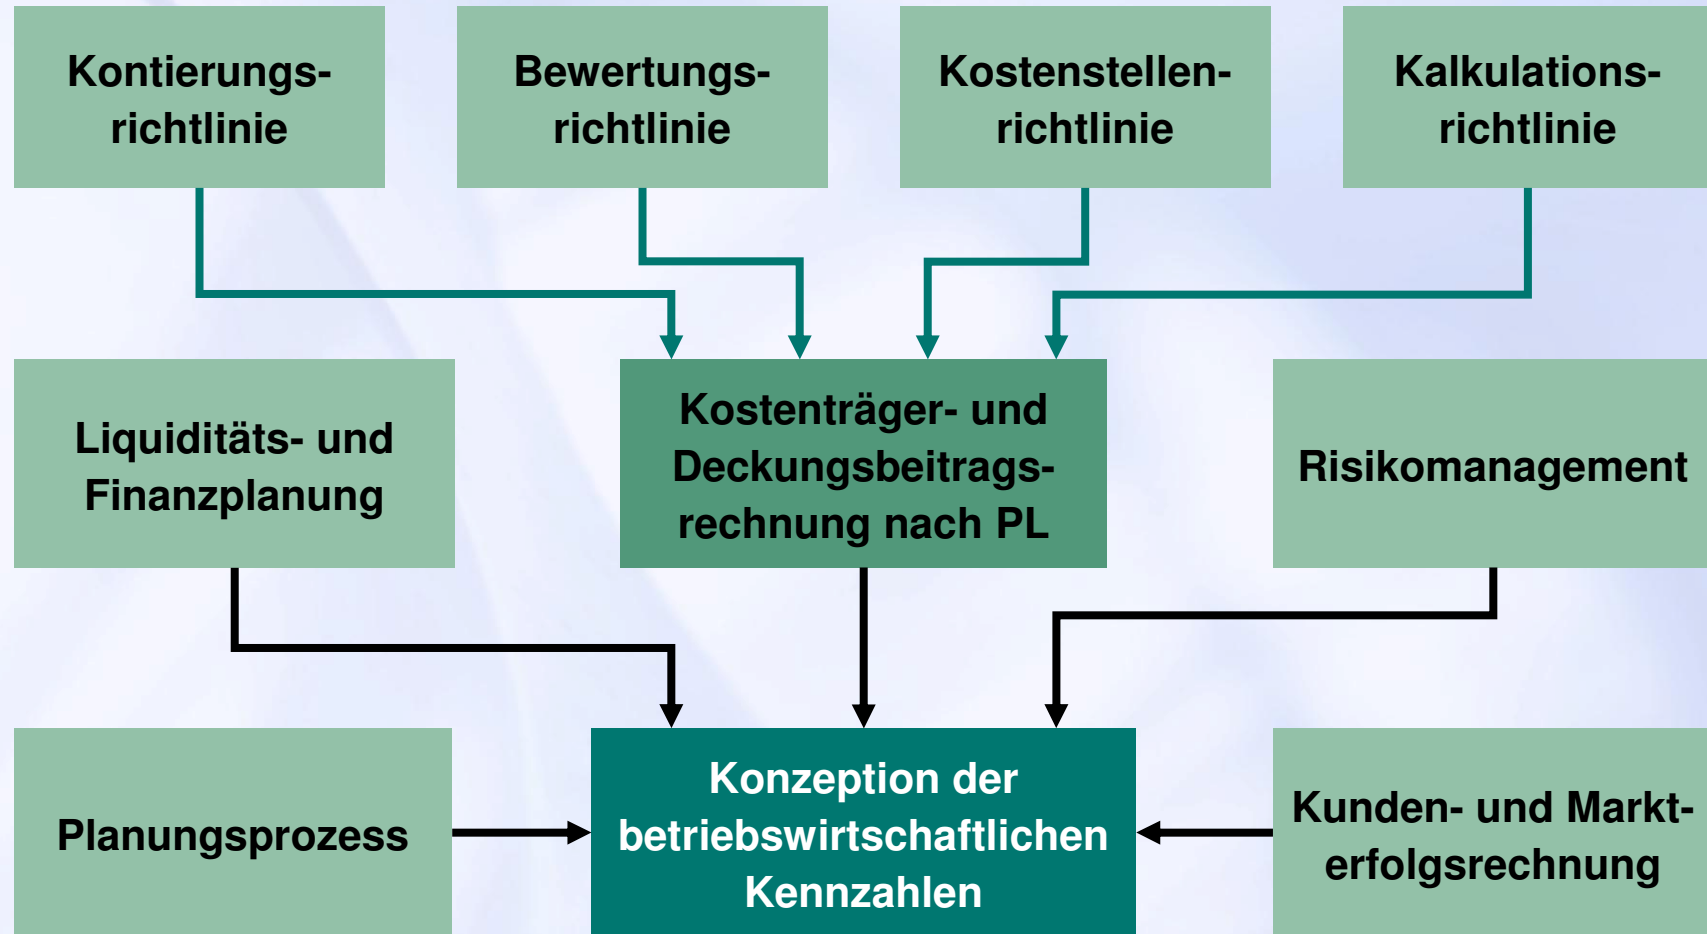 Kontierungs-
richtlinie
Bewertungs-
richtlinie
Kostenstellen-
richtlinie
Kalkulations-
richtlinie
Liquiditäts- und
Finanzplanung
Kostenträger- und
Deckungsbeitrags-
rechnung nach PL
Risikomanagement
Planungsprozess
Konzeption der
betriebswirtschaftlichen
Kennzahlen
Kunden- und Markt-
erfolgsrechnung